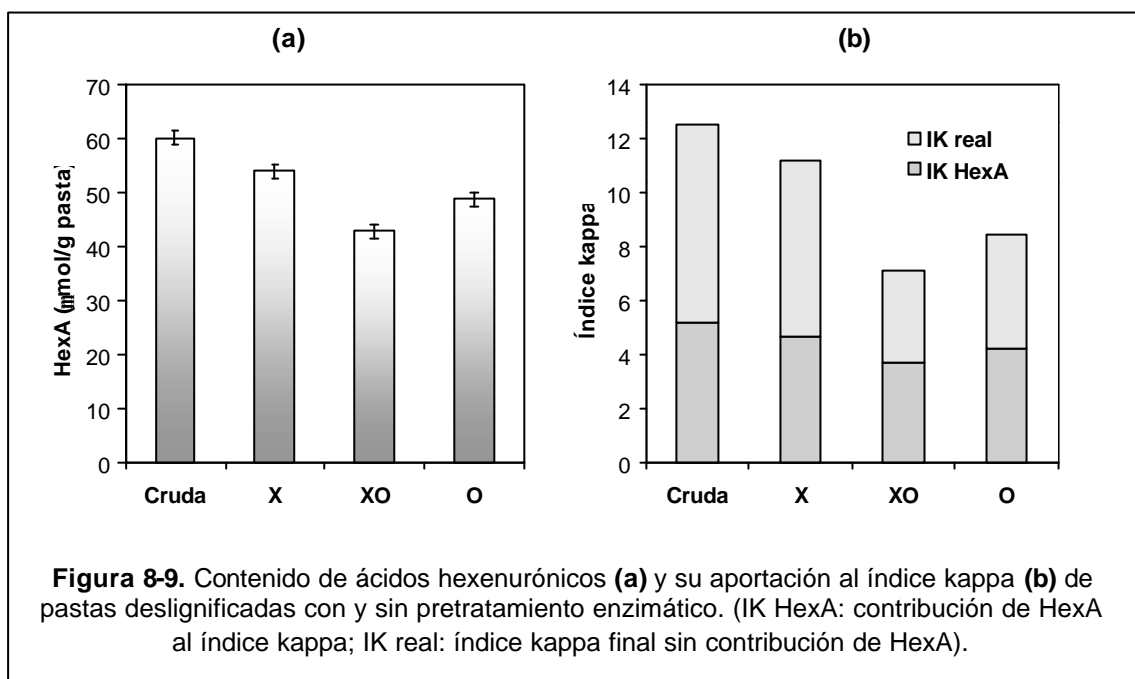 (a)
HexA (mmol/g pasta)
70
60
50
40
30
20
10
0
Cruda X XO O
(b)
Índice kappa
14
12
10
8
6
4
2
0
IK real
IK HexA
Cruda X XO O
Figura 8-9. Contenido de ácidos hexenurónicos (a) y su aportación al índice kappa (b) de
pastas deslignificadas con y sin pretratamiento enzimático. (IK HexA: contribución de HexA
al índice kappa; IK real: índice kappa final sin contribución de HexA).